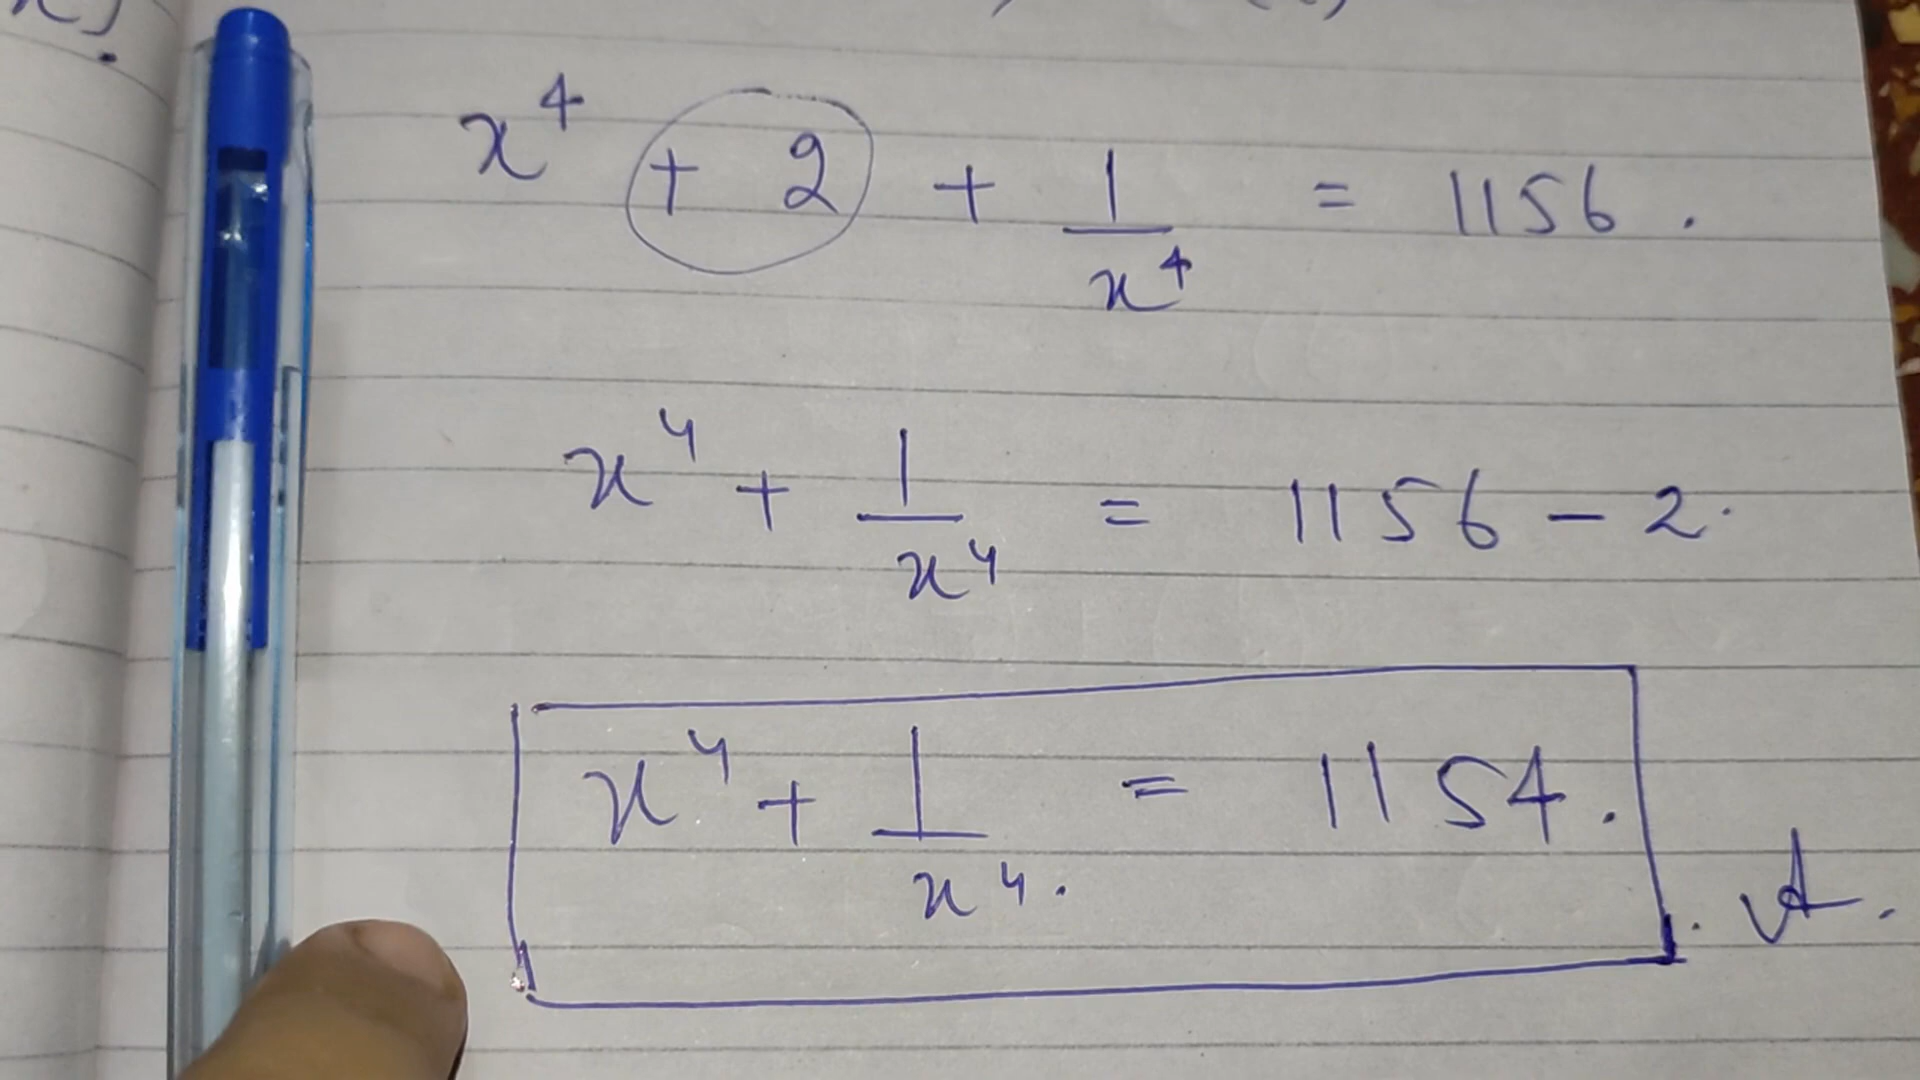 x⁴ + 2 + 1/x⁴ = 1156.
x⁴ + 1/x⁴ = 1156 - 2.
x⁴ + 1/x⁴. = 1154.